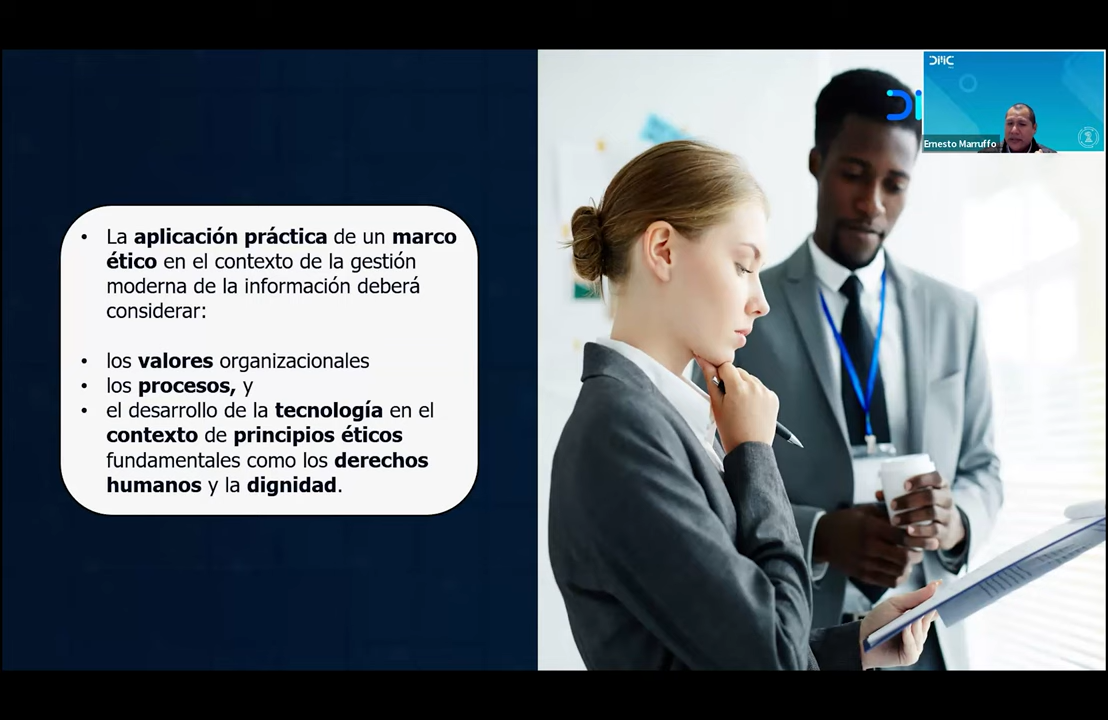 • La aplicación práctica de un marco
ético en el contexto de la gestión
moderna de la información deberá
considerar:
• los valores organizacionales
• los procesos, y
• el desarrollo de la tecnología en el
contexto de principios éticos
fundamentales como los derechos
humanos y la dignidad.
DMC
Ernesto Marruffo